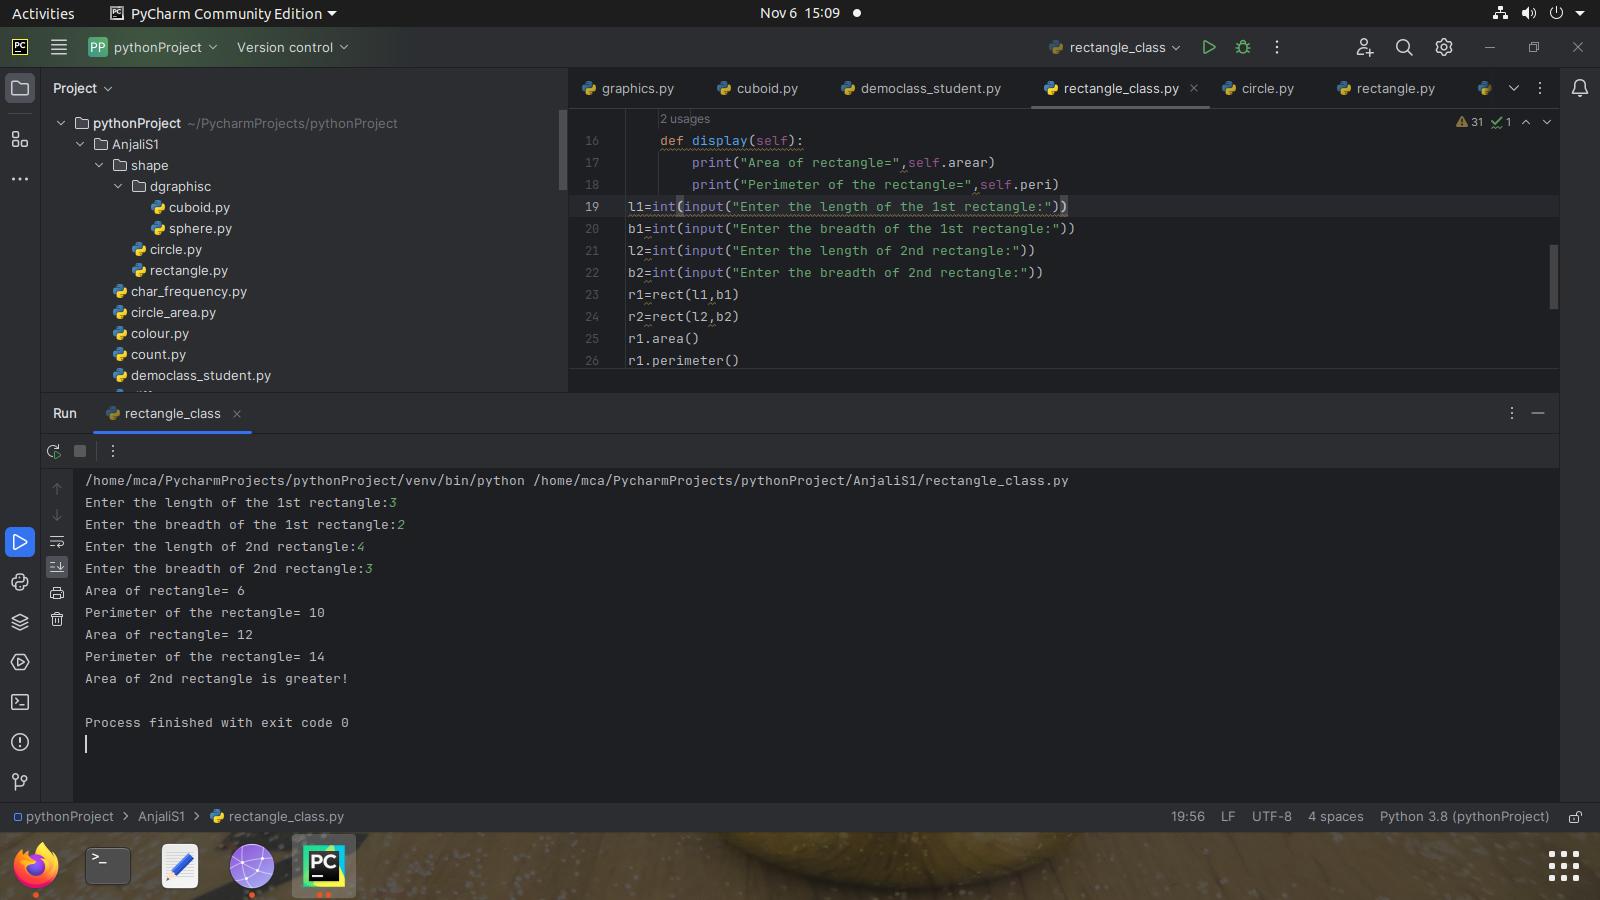 Activities
PyCharm Community Edition
Nov 6 15:09
PC
PP pythonProject
Version control
rectangle_class
Project
graphics.py
cuboid.py
democlass_student.py
rectangle_class.py
circle.py
rectangle.py
pythonProject ~/PycharmProjects/pythonProject
AnjaliS1
shape
dgraphisc
cuboid.py
sphere.py
circle.py
rectangle.py
char_frequency.py
circle_area.py
colour.py
count.py
democlass_student.py
31 1
2 usages
16 def display(self):
17 print("Area of rectangle=",self.arear)
18 print("Perimeter of the rectangle=",self.peri)
19 l1=int(input("Enter the length of the 1st rectangle:"))
20 b1=int(input("Enter the breadth of the 1st rectangle:"))
21 l2=int(input("Enter the length of 2nd rectangle:"))
22 b2=int(input("Enter the breadth of 2nd rectangle:"))
23 r1=rect(l1,b1)
24 r2=rect(l2,b2)
25 r1.area()
26 r1.perimeter()
Run
rectangle_class
/home/mca/PycharmProjects/pythonProject/venv/bin/python /home/mca/PycharmProjects/pythonProject/AnjaliS1/rectangle_class.py
Enter the length of the 1st rectangle:3
Enter the breadth of the 1st rectangle:2
Enter the length of 2nd rectangle:4
Enter the breadth of 2nd rectangle:3
Area of rectangle= 6
Perimeter of the rectangle= 10
Area of rectangle= 12
Perimeter of the rectangle= 14
Area of 2nd rectangle is greater!
Process finished with exit code 0
pythonProject > AnjaliS1 > rectangle_class.py
19:56 LF UTF-8 4 spaces Python 3.8 (pythonProject)
>_
PC